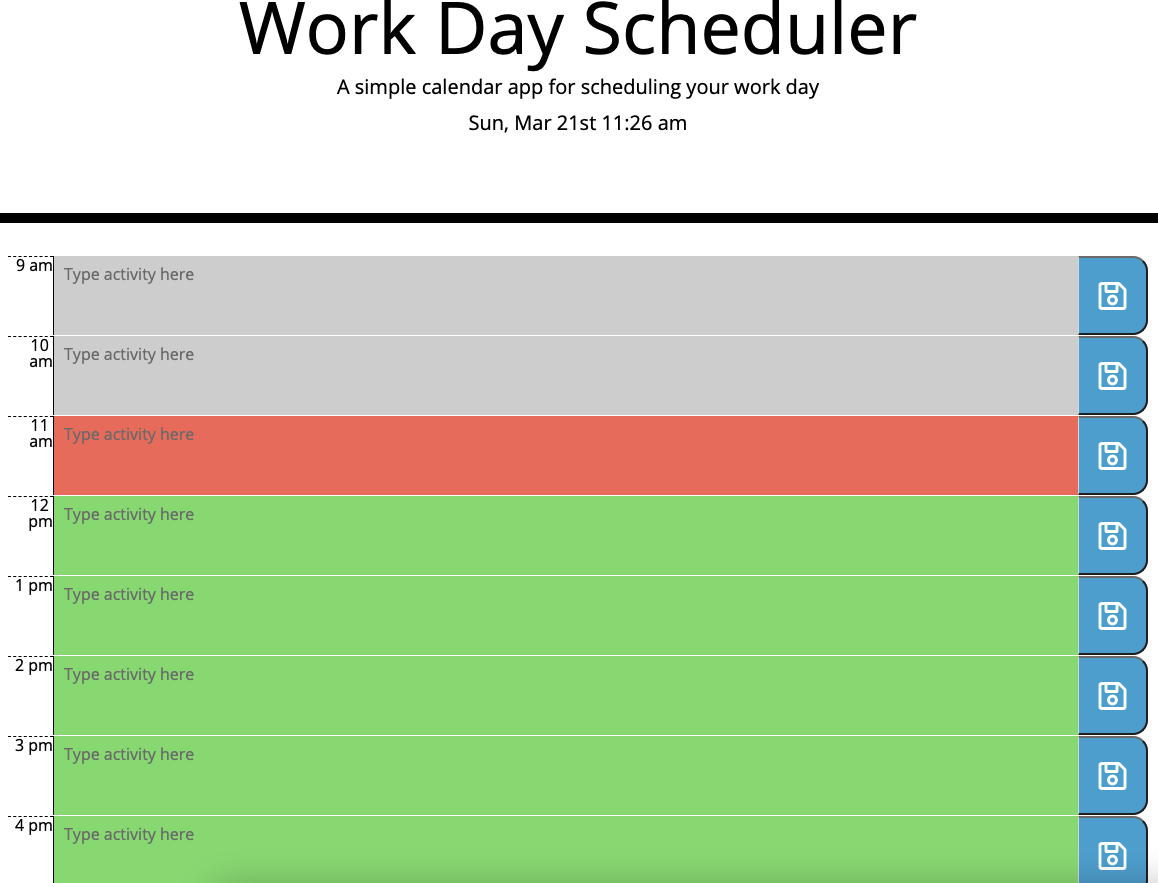 Work Day Scheduler
A simple calendar app for scheduling your work day
Sun, Mar 21st 11:26 am
9 am
Type activity here
10
am
Type activity here
11
am
Type activity here
12
pm
Type activity here
1 pm
Type activity here
2 pm
Type activity here
3 pm
Type activity here
4 pm
Type activity here